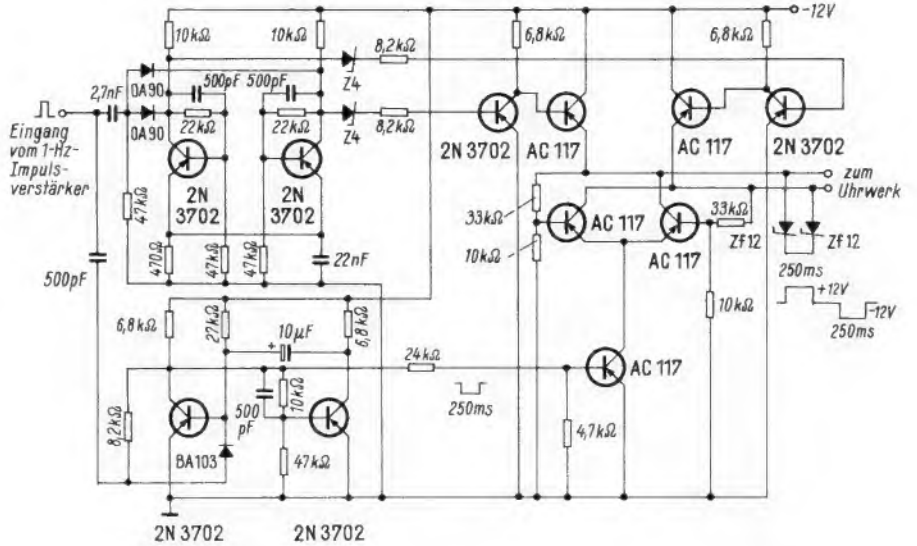 -12V
10kΩ
10kΩ
8,2kΩ
6,8kΩ
6,8kΩ
Z4
0A90
500pF
500pF
2,7nF
0A90
22kΩ
22kΩ
Z4
8,2kΩ
Eingang
vom 1-Hz-
Impuls-
verstärker
2N 3702
AC 117
AC 117
2N 3702
2N
3702
2N
3702
47kΩ
zum
Uhrwerk
33kΩ
AC 117
33kΩ
Zf12
Zf12
10kΩ
AC 117
250ms
470Ω
47kΩ
47kΩ
22nF
500pF
+12V
-12V
250ms
10kΩ
6,8kΩ
27kΩ
10µF
+
6,8kΩ
24kΩ
250ms
AC 117
8,2kΩ
500
pF
10kΩ
4,7kΩ
BA103
47kΩ
2N 3702
2N 3702